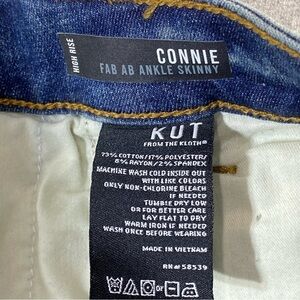 HIGH RISE
CONNIE
FAB AB ANKLE SKINNY
KUT
FROM THE KLOTH®
73% COTTON/17% POLYESTER/
8% RAYON/2% SPANDEX
MACHINE WASH COLD INSIDE OUT
WITH LIKE COLORS
ONLY NON-CHLORINE BLEACH
IF NEEDED
TUMBLE DRY LOW
OR FOR BETTER CARE
LAY FLAT TO DRY
WARM IRON IF NEEDED
WASH ONCE BEFORE WEARING
MADE IN VIETNAM
RN# 58539
OR